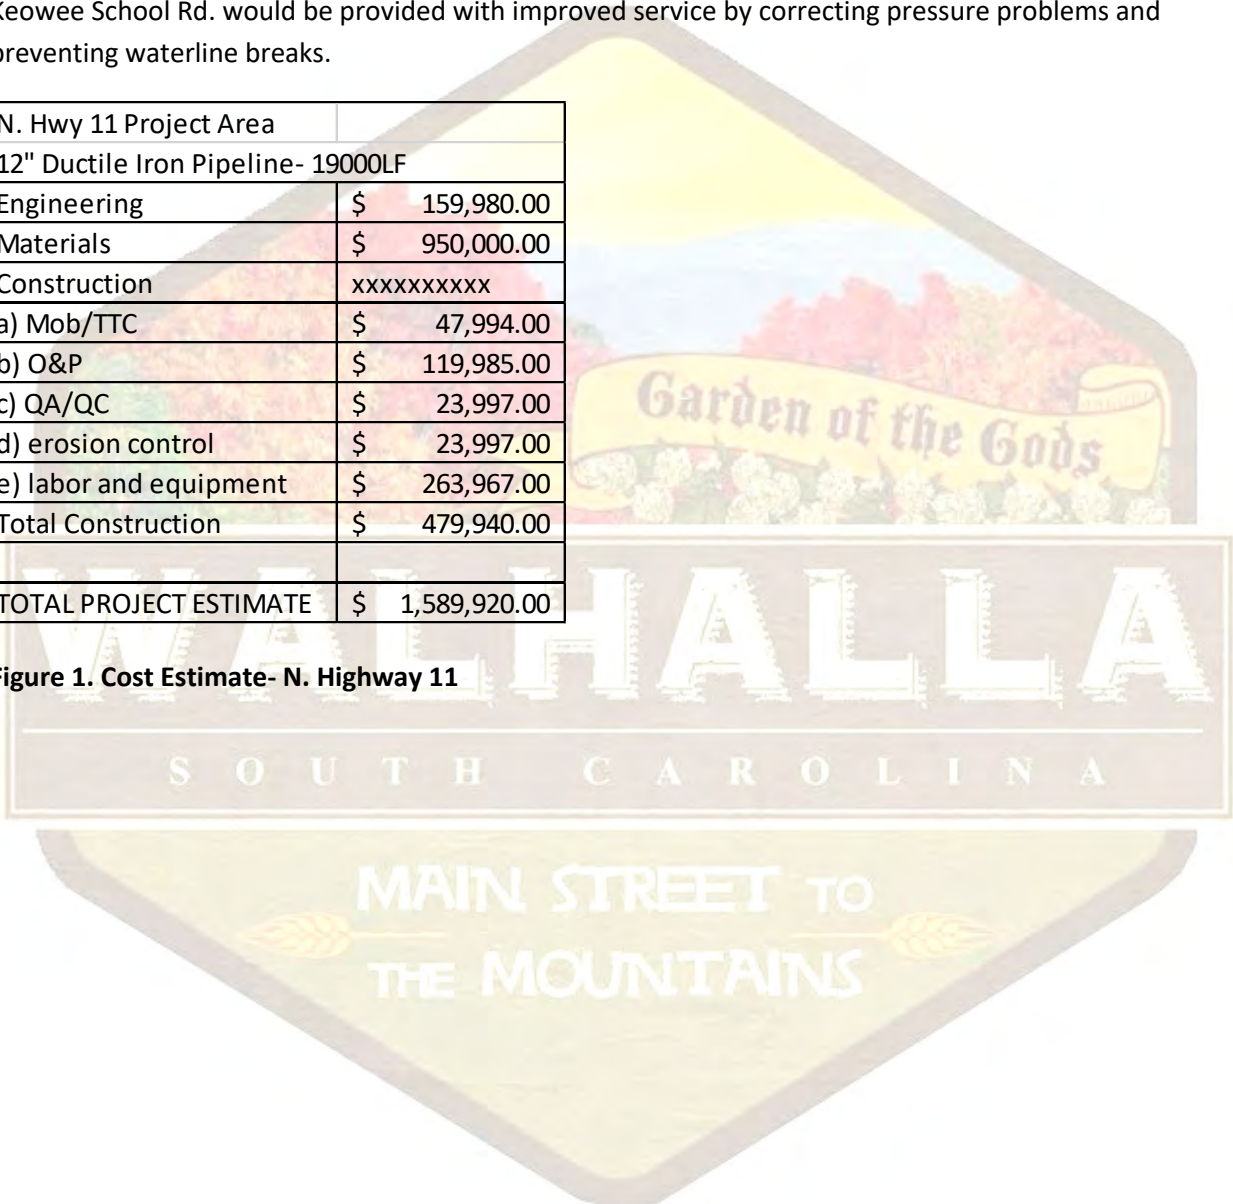 Keowee School Rd. would be provided with improved service by correcting pressure problems and
preventing waterline breaks.
N. Hwy 11 Project Area
12" Ductile Iron Pipeline- 19000LF
Engineering $ 159,980.00
Materials $ 950,000.00
Construction xxxxxxxxxx
a) Mob/TTC $ 47,994.00
b) O&P $ 119,985.00
c) QA/QC $ 23,997.00
d) erosion control $ 23,997.00
e) labor and equipment $ 263,967.00
Total Construction $ 479,940.00
TOTAL PROJECT ESTIMATE $ 1,589,920.00
Figure 1. Cost Estimate- N. Highway 11
Garden of the Gods
WALHALLA
SOUTH CAROLINA
MAIN STREET TO
THE MOUNTAINS